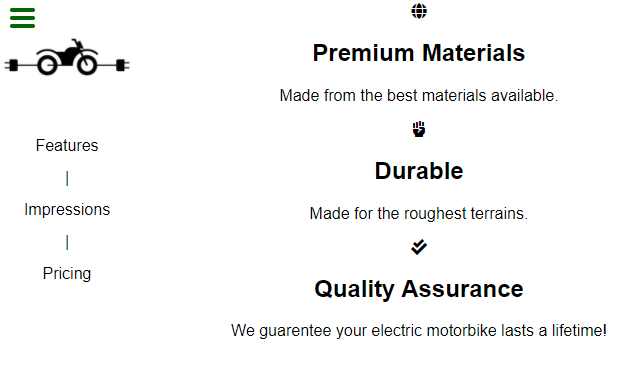 Features
|
Impressions
|
Pricing
Premium Materials
Made from the best materials available.
Durable
Made for the roughest terrains.
Quality Assurance
We guarentee your electric motorbike lasts a lifetime!